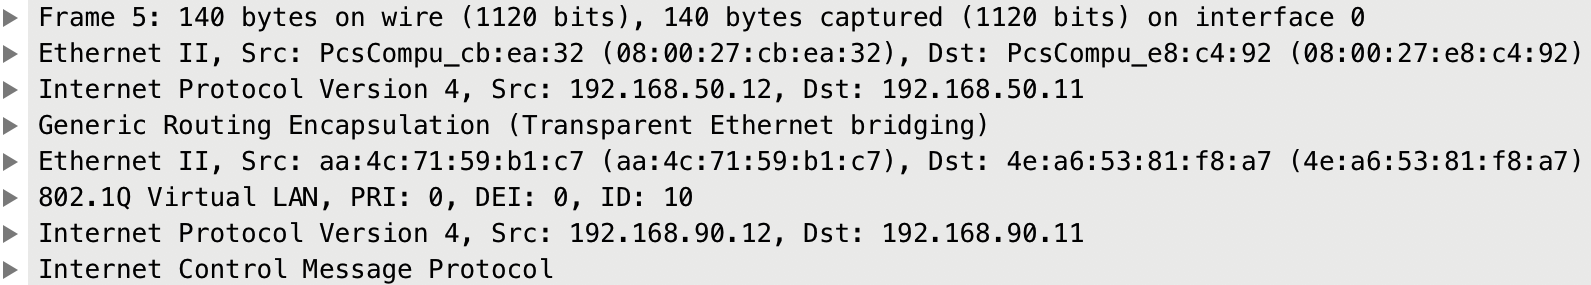 Frame 5: 140 bytes on wire (1120 bits), 140 bytes captured (1120 bits) on interface 0
Ethernet II, Src: PcsCompu_cb:ea:32 (08:00:27:cb:ea:32), Dst: PcsCompu_e8:c4:92 (08:00:27:e8:c4:92)
Internet Protocol Version 4, Src: 192.168.50.12, Dst: 192.168.50.11
Generic Routing Encapsulation (Transparent Ethernet bridging)
Ethernet II, Src: aa:4c:71:59:b1:c7 (aa:4c:71:59:b1:c7), Dst: 4e:a6:53:81:f8:a7 (4e:a6:53:81:f8:a7)
802.1Q Virtual LAN, PRI: 0, DEI: 0, ID: 10
Internet Protocol Version 4, Src: 192.168.90.12, Dst: 192.168.90.11
Internet Control Message Protocol